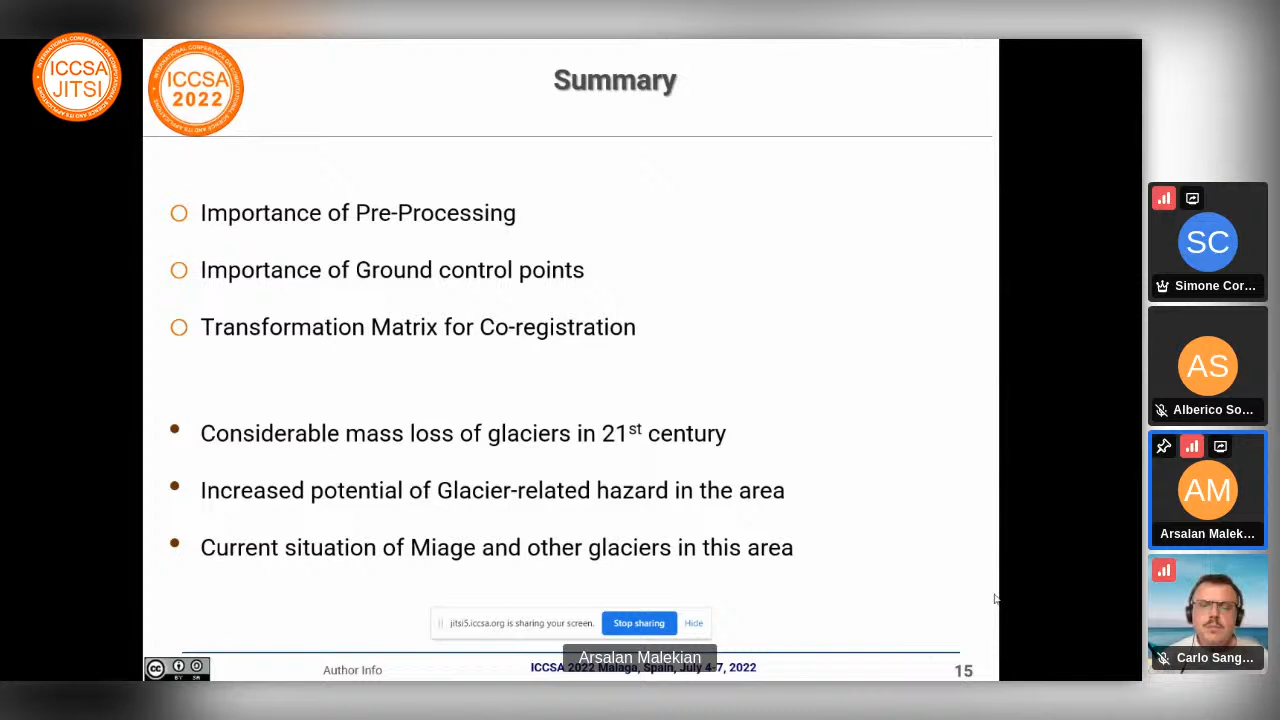 ICCSA
JITSI
ICCSA
2022
Summary
Importance of Pre-Processing
Importance of Ground control points
Transformation Matrix for Co-registration
Considerable mass loss of glaciers in 21st century
Increased potential of Glacier-related hazard in the area
Current situation of Miage and other glaciers in this area
jitsi5.iccsa.org is sharing your screen.
Stop sharing
Hide
Arsalan Malekian
Author Info
ICCSA 2022 Malaga, Spain, July 4-7, 2022
15
SC
Simone Cor...
AS
Alberico So...
AM
Arsalan Malek...
Carlo Sang...